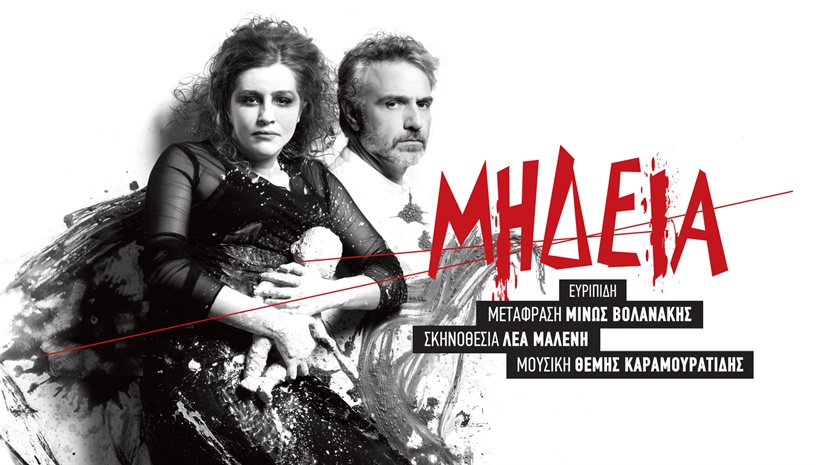 ΜΗΔΕΙΑ
ΕΥΡΙΠΙΔΗ
ΜΕΤΑΦΡΑΣΗ ΜΙΝΩΣ ΒΟΛΑΝΑΚΗΣ
ΣΚΗΝΟΘΕΣΙΑ ΛΕΑ ΜΑΛΕΝΗ
ΜΟΥΣΙΚΗ ΘΕΜΗΣ ΚΑΡΑΜΟΥΡΑΤΙΔΗΣ